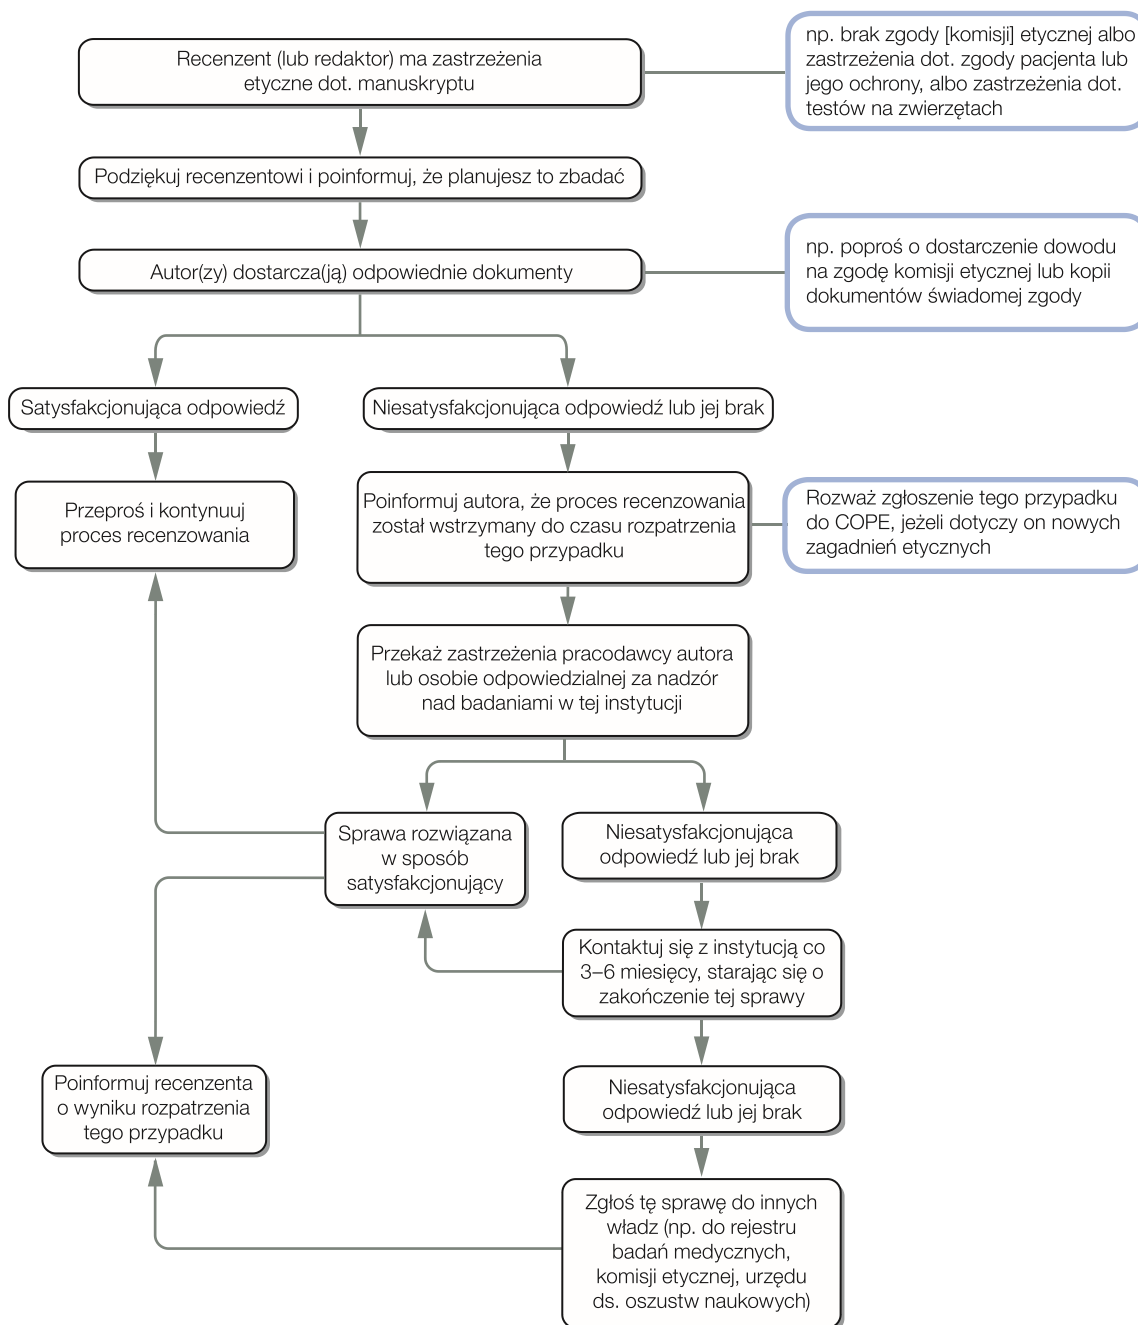 Recenzent (lub redaktor) ma zastrzeżenia
etyczne dot. manuskryptu
np. brak zgody [komisji] etycznej albo
zastrzeżenia dot. zgody pacjenta lub
jego ochrony, albo zastrzeżenia dot.
testów na zwierzętach
Podziękuj recenzentowi i poinformuj, że planujesz to zbadać
Autor(zy) dostarcza(ją) odpowiednie dokumenty
np. poproś o dostarczenie dowodu
na zgodę komisji etycznej lub kopii
dokumentów świadomej zgody
Satysfakcjonująca odpowiedź
Niesatysfakcjonująca odpowiedź lub jej brak
Przeproś i kontynuuj
proces recenzowania
Poinformuj autora, że proces recenzowania
został wstrzymany do czasu rozpatrzenia
tego przypadku
Rozważ zgłoszenie tego przypadku
do COPE, jeżeli dotyczy on nowych
zagadnień etycznych
Przekaż zastrzeżenia pracodawcy autora
lub osobie odpowiedzialnej za nadzór
nad badaniami w tej instytucji
Sprawa rozwiązana
w sposób
satysfakcjonujący
Niesatysfakcjonująca
odpowiedź lub jej brak
Kontaktuj się z instytucją co
3–6 miesięcy, starając się o
zakończenie tej sprawy
Poinformuj recenzenta
o wyniku rozpatrzenia
tego przypadku
Niesatysfakcjonująca
odpowiedź lub jej brak
Zgłoś tę sprawę do innych
władz (np. do rejestru
badań medycznych,
komisji etycznej, urzędu
ds. oszustw naukowych)